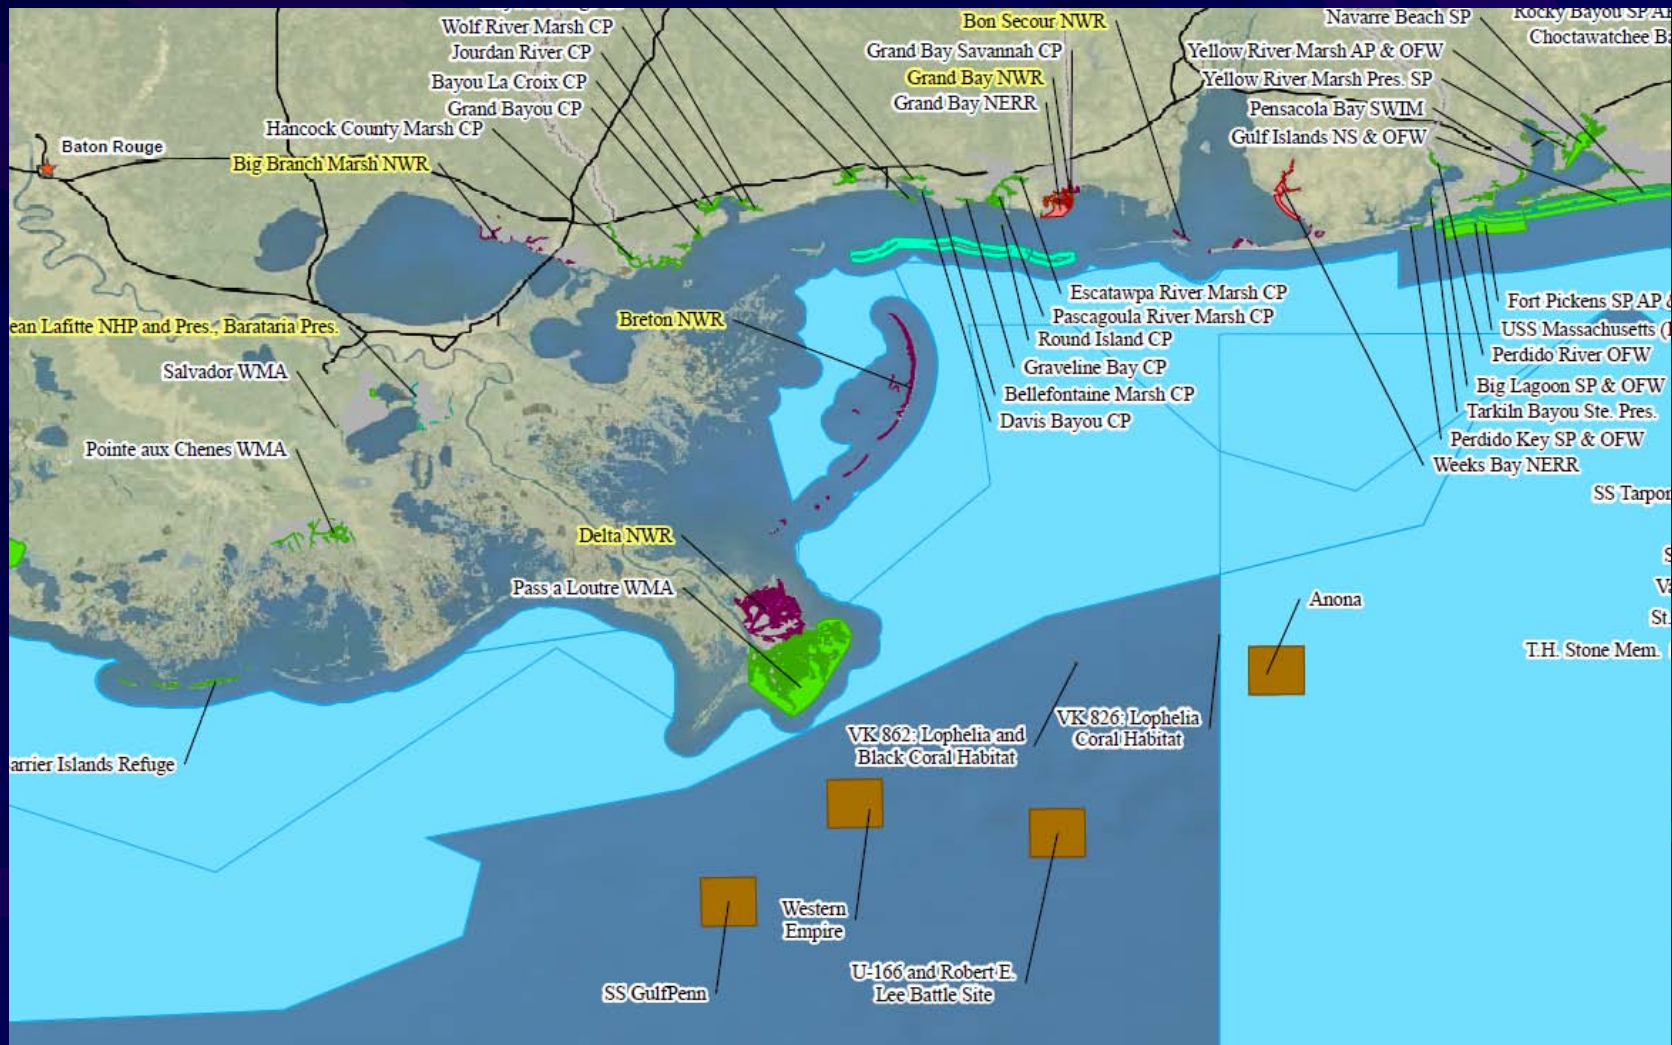 Wolf River Marsh CP
Jourdan River CP
Bayou La Croix CP
Grand Bayou CP
Hancock County Marsh CP
Big Branch Marsh NWR
Baton Rouge
Bon Secour NWR
Grand Bay Savannah CP
Grand Bay NWR
Grand Bay NERR
Navarre Beach SP
Rocky Bayou SP
Choctawhatchee
Yellow River Marsh AP & OFW
Yellow River Marsh Pres. SP
Pensacola Bay SWIM
Gulf Islands NS & OFW
ean Lafitte NHP and Pres., Barataria Pres.
Salvador WMA
Pointe aux Chenes WMA
Breton NWR
Escatawpa River Marsh CP
Pascagoula River Marsh CP
Round Island CP
Graveline Bay CP
Bellefontaine Marsh CP
Davis Bayou CP
Fort Pickens SP AP &
USS Massachusetts
Perdido River OFW
Big Lagoon SP & OFW
Tarkiln Bayou Ste. Pres.
Perdido Key SP & OFW
Weeks Bay NERR
SS Tarpon
Delta NWR
Pass a Loutre WMA
Anona
St.
T.H. Stone Mem.
arrier Islands Refuge
VK 862: Lophelia and
Black Coral Habitat
VK 826: Lophelia
Coral Habitat
Western
Empire
U-166 and Robert E.
Lee Battle Site
SS GulfPenn